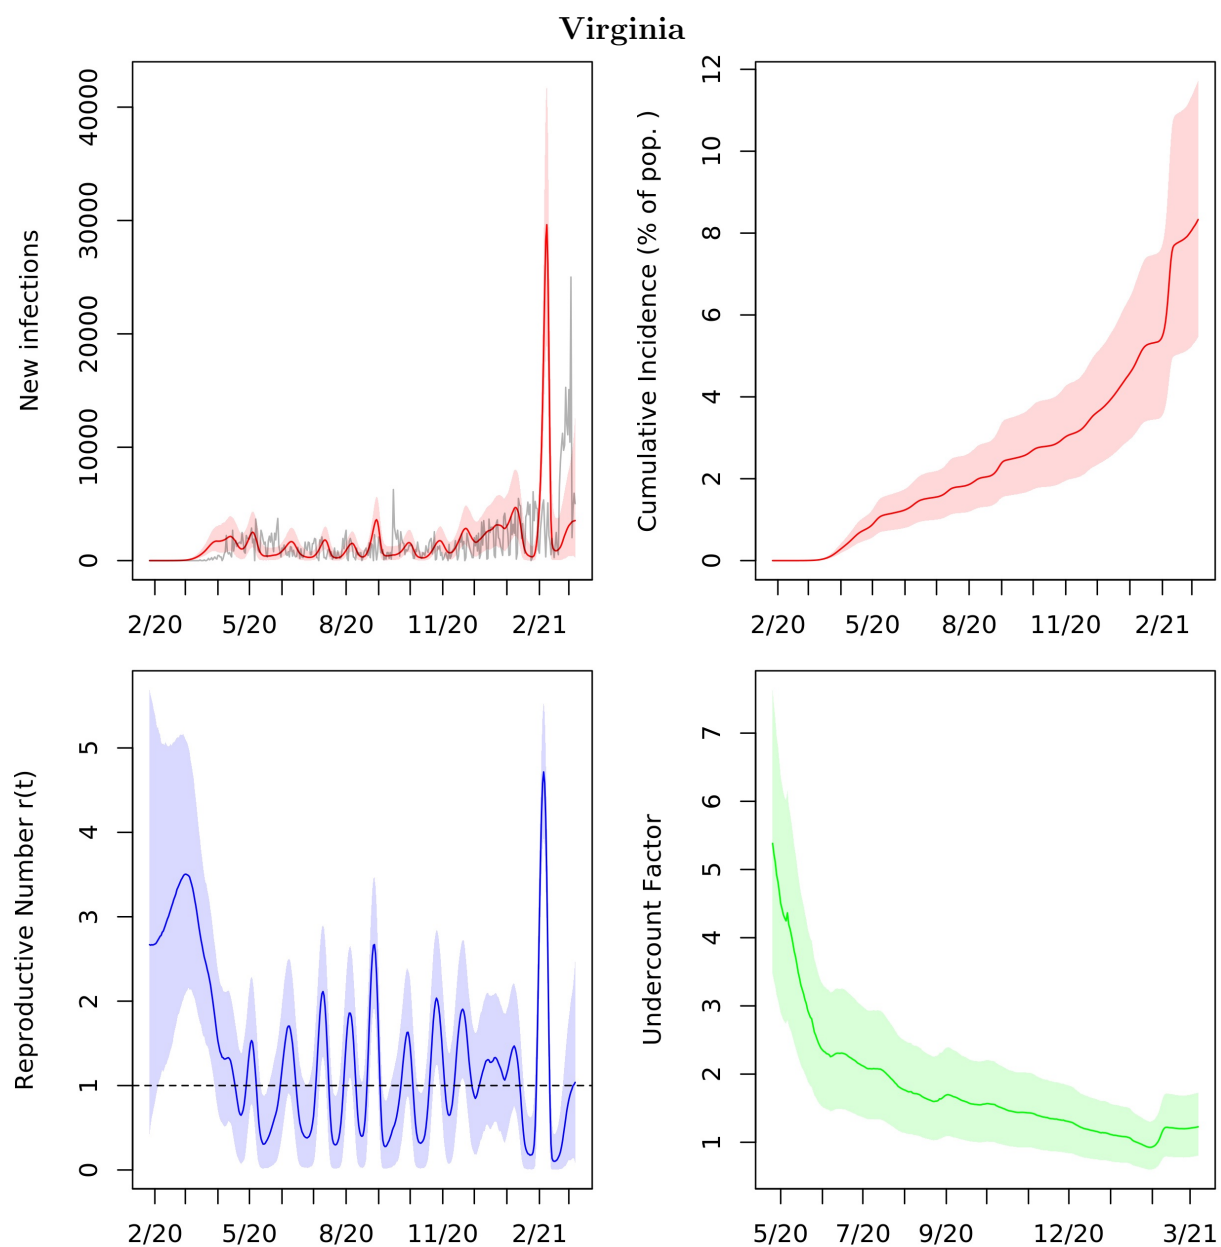 Virginia
New infections
0
10000
20000
30000
40000
2/20 5/20 8/20 11/20 2/21
Cumulative Incidence (% of pop. )
0
2
4
6
8
10
12
2/20 5/20 8/20 11/20 2/21
Reproductive Number r(t)
0
1
2
3
4
5
2/20 5/20 8/20 11/20 2/21
Undercount Factor
1
2
3
4
5
6
7
5/20 7/20 9/20 12/20 3/21